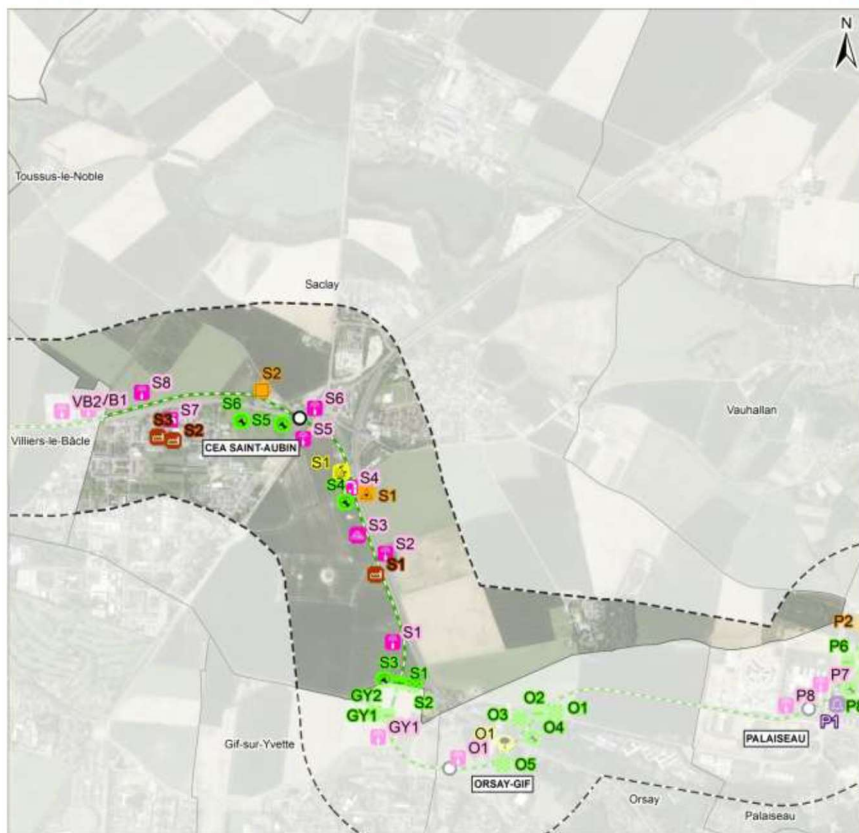 N
Toussus-le-Noble
Saclay
S8
S2
VB2/B1
S7
S6
S6
S3
S5
S5
Vauhallan
Villiers-le-Bâcle
S2
CEA SAINT-AUBIN
S1
S4
S4
S1
S3
S2
S1
S1
P2
S3
S1
P6
GY2
S2
P7
O3
O2
O1
P8
GY1
GY1
O4
P1
O1
PALAISEAU
Gif-sur-Yvette
O1
O5
ORSAY-GIF
Orsay
Palaiseau